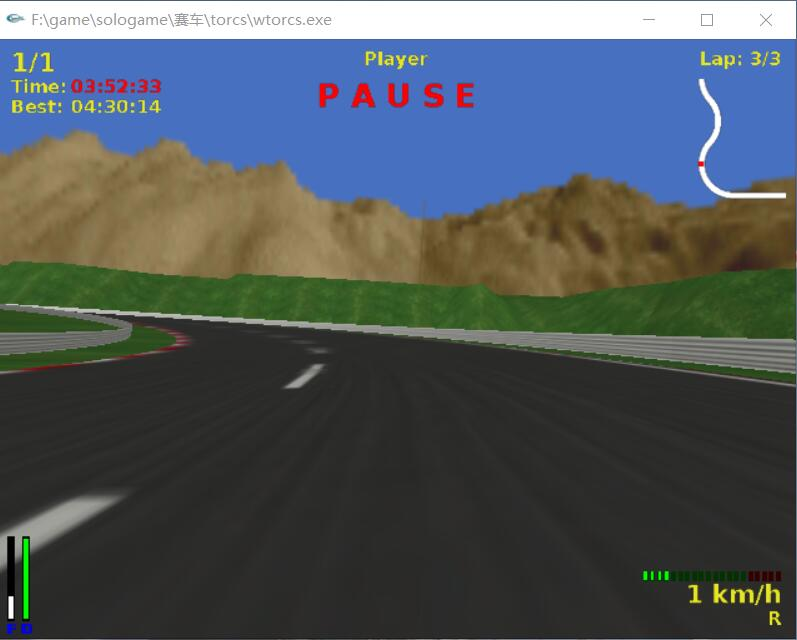 F:\game\sologame\赛车\torcs\wtorcs.exe
1/1
Player
Lap: 3/3
Time: 03:52:33
PAUSE
Best: 04:30:14
1 km/h
R
F D